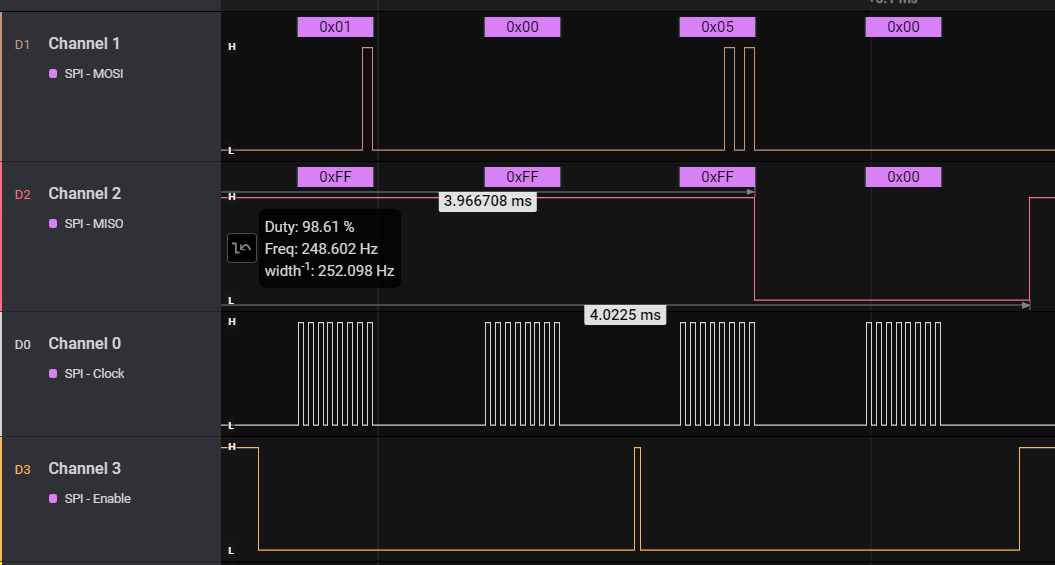 D1 Channel 1
SPI - MOSI
H
L
0x01 0x00 0x05 0x00
D2 Channel 2
SPI - MISO
H
L
0xFF 0xFF 0xFF 0x00
3.966708 ms
Duty: 98.61 %
Freq: 248.602 Hz
width-1: 252.098 Hz
4.0225 ms
D0 Channel 0
SPI - Clock
H
L
D3 Channel 3
SPI - Enable
H
L